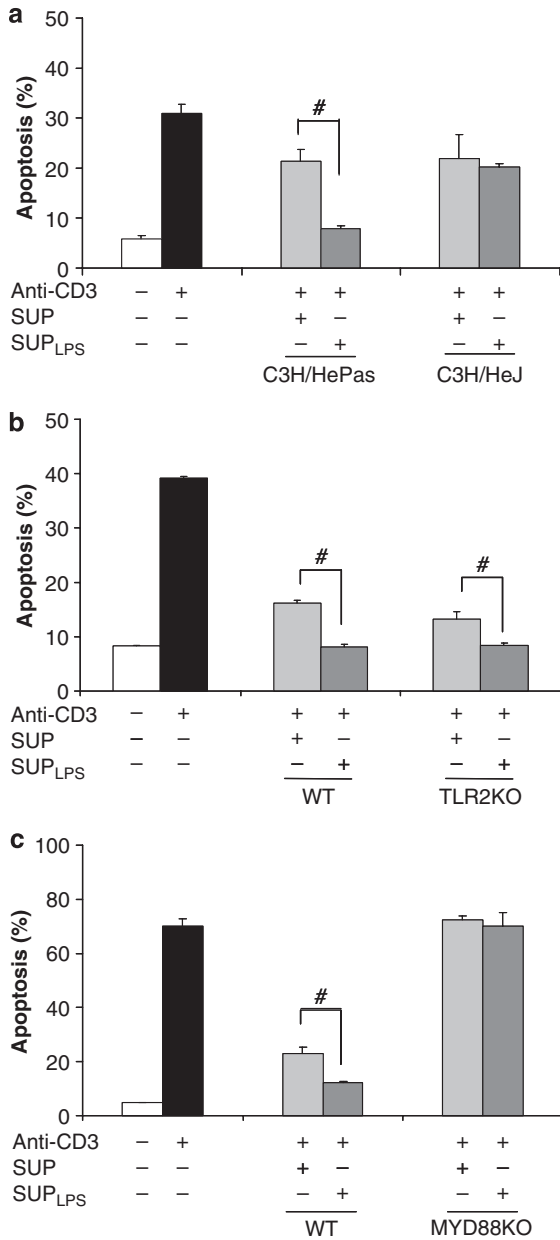 a
50
40
30
20
10
0
Apoptosis (%)
#
Anti-CD3 – + + + + +
SUP – – + – + –
SUPLPS – – – + – +
C3H/HePas C3H/HeJ
b
50
40
30
20
10
0
Apoptosis (%)
# #
Anti-CD3 – + + + + +
SUP – – + – + –
SUPLPS – – – + – +
WT TLR2KO
c
100
80
60
40
20
0
Apoptosis (%)
#
Anti-CD3 – + + + + +
SUP – – + – + –
SUPLPS – – – + – +
WT MYD88KO